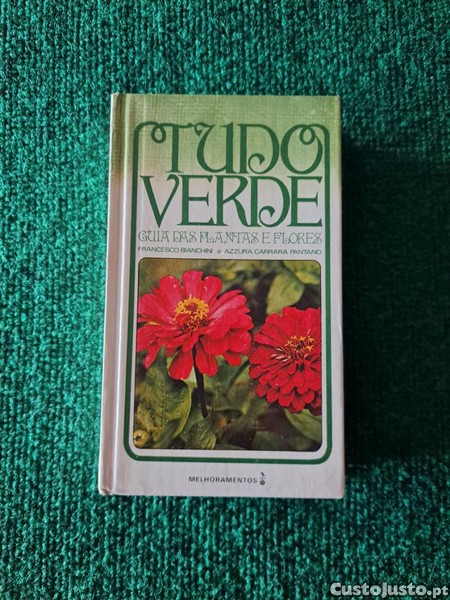 TUDO
VERDE
GUIA DAS PLANTAS E FLORES
FRANCESCO BIANCHINI e AZZURA CARRARA PANTANO
MELHORAMENTOS
CustoJusto.pt